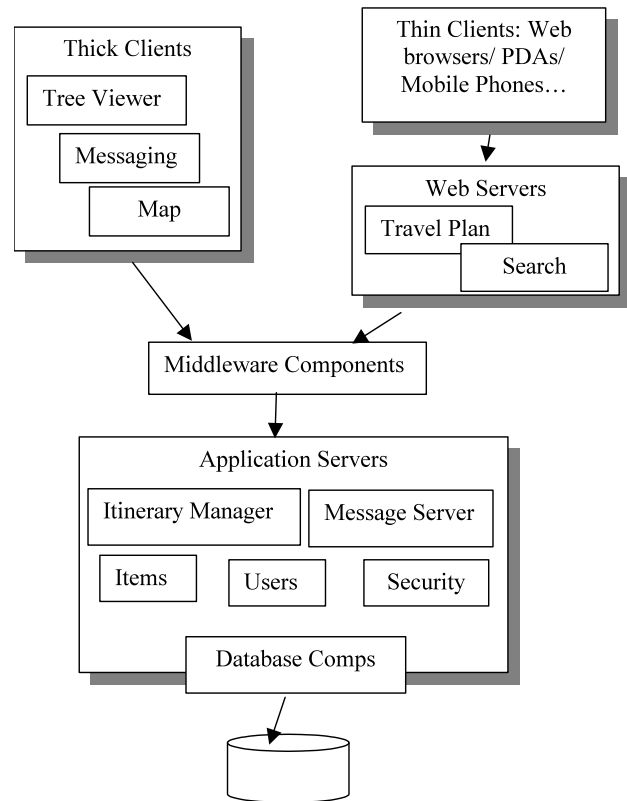 Thick Clients
Tree Viewer
Messaging
Map
Thin Clients: Web
browsers/ PDAs/
Mobile Phones…
Web Servers
Travel Plan
Search
Middleware Components
Application Servers
Itinerary Manager
Message Server
Items
Users
Security
Database Comps